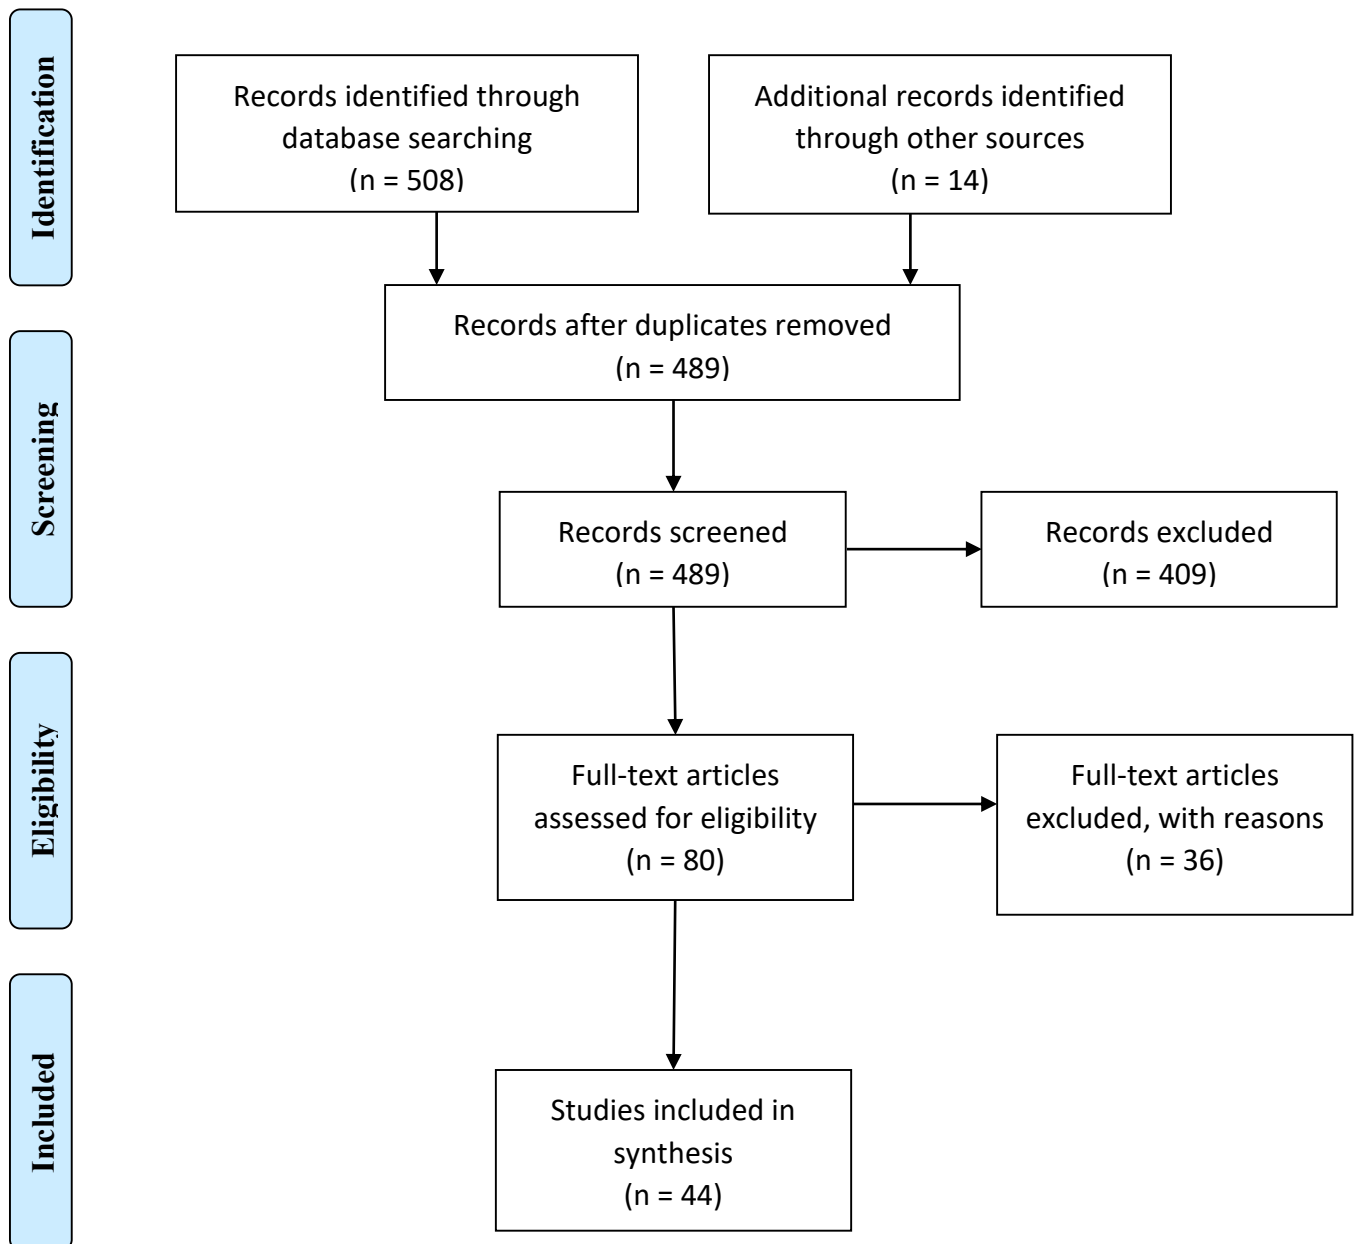 Identification
Records identified through
database searching
(n = 508)
Additional records identified
through other sources
(n = 14)
Records after duplicates removed
(n = 489)
Screening
Records screened
(n = 489)
Records excluded
(n = 409)
Eligibility
Full-text articles
assessed for eligibility
(n = 80)
Full-text articles
excluded, with reasons
(n = 36)
Included
Studies included in
synthesis
(n = 44)